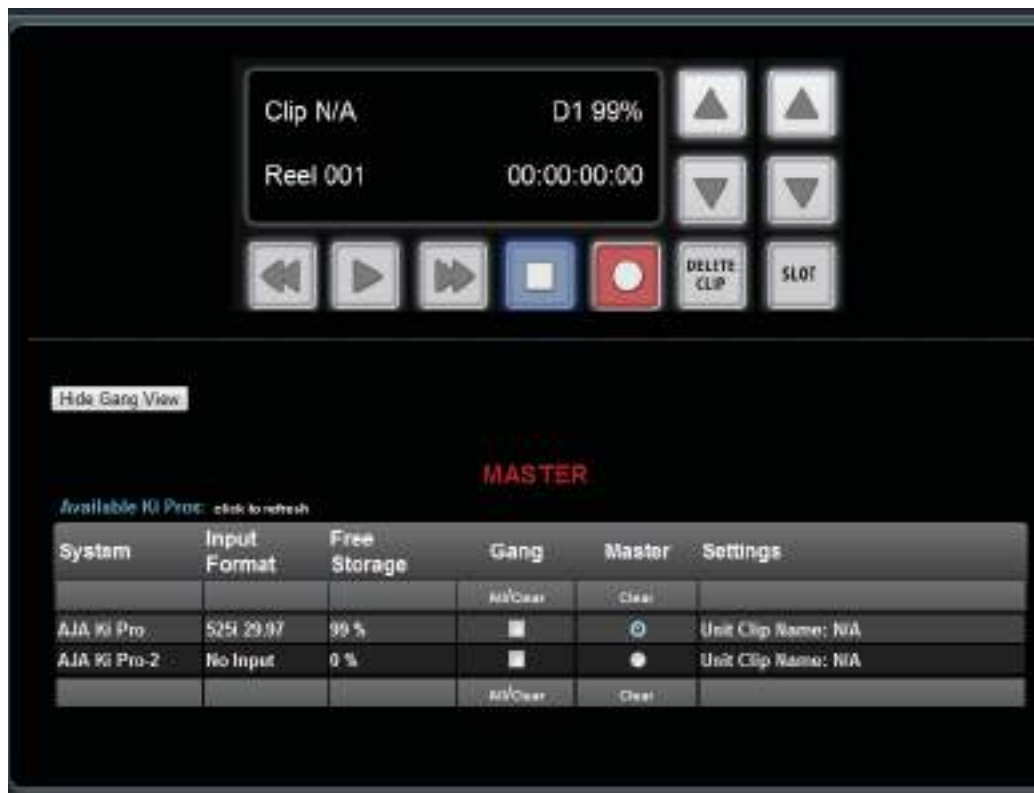 Clip N/A D1 99%
Reel 001 00:00:00:00
DELETE
CLIP
SLOT
Hide Gang View
MASTER
Available Ki Pros: click to refresh
System Input Format Free Storage Gang Master Settings
All/Clear Clear
AJA Ki Pro 525i 29.97 99 % Unit Clip Name: N/A
AJA Ki Pro-2 No Input 0 % Unit Clip Name: N/A
All/Clear Clear